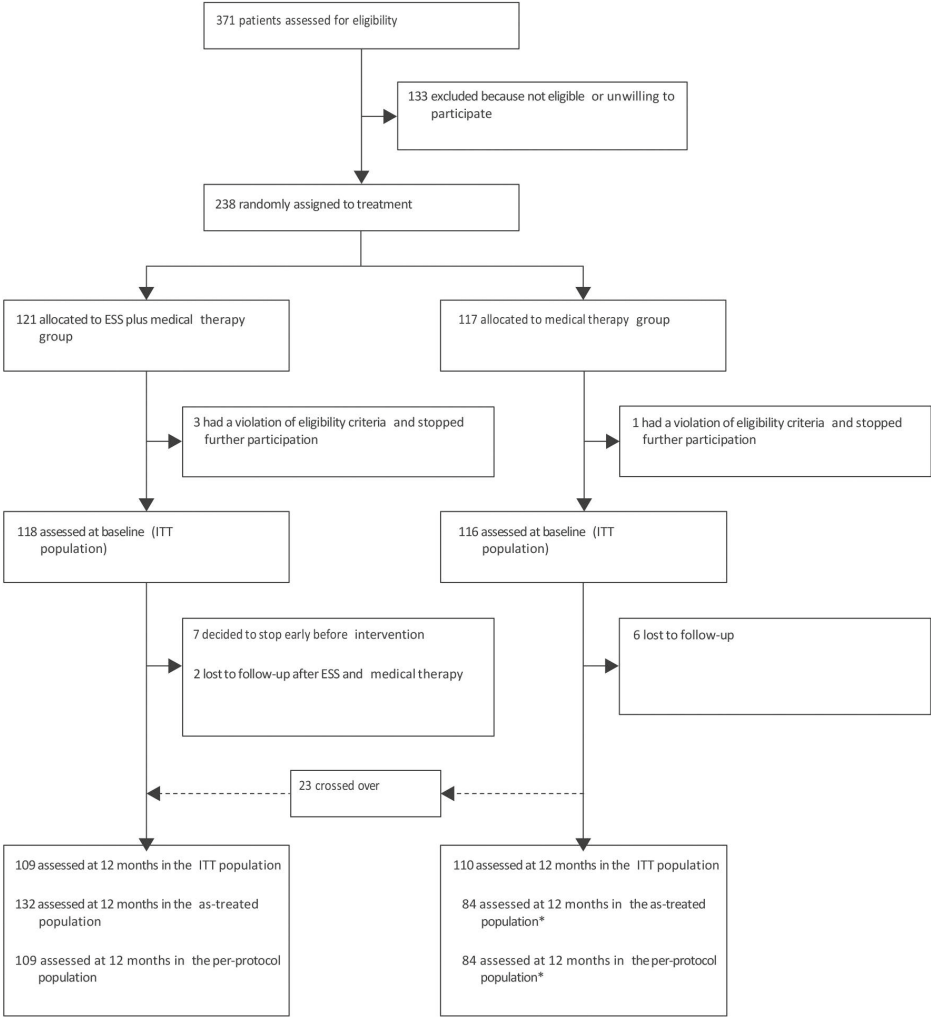 371 patients assessed for eligibility
133 excluded because not eligible or unwilling to
participate
238 randomly assigned to treatment
121 allocated to ESS plus medical therapy
group
117 allocated to medical therapy group
3 had a violation of eligibility criteria and stopped
further participation
1 had a violation of eligibility criteria and stopped
further participation
118 assessed at baseline (ITT
population)
116 assessed at baseline (ITT
population)
7 decided to stop early before intervention
2 lost to follow-up after ESS and medical therapy
6 lost to follow-up
23 crossed over
109 assessed at 12 months in the ITT population
132 assessed at 12 months in the as-treated
population
109 assessed at 12 months in the per-protocol
population
110 assessed at 12 months in the ITT population
84 assessed at 12 months in the as-treated
population*
84 assessed at 12 months in the per-protocol
population*